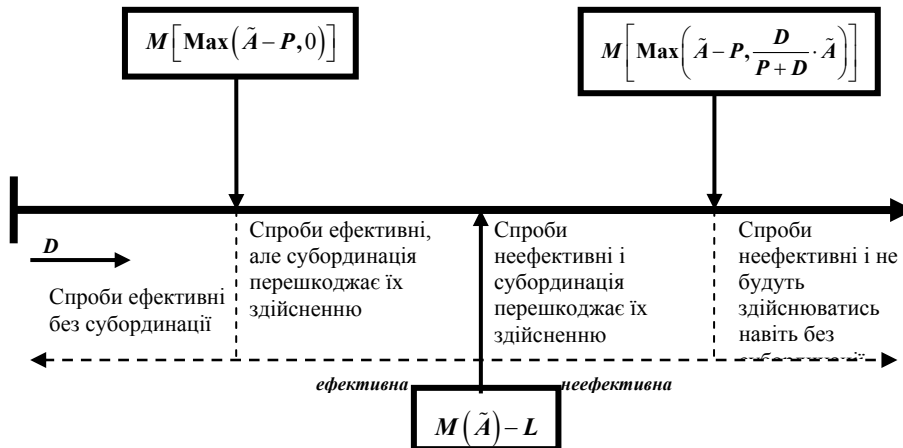 M[Max(Ã−P,0)]
M[Max(Ã−P, D/(P+D)·Ã)]
D
Спроби ефективні
без субординації
Спроби ефективні,
але субординація
перешкоджає їх
здійсненню
Спроби
неефективні і
субординація
перешкоджає їх
здійсненню
Спроби
неефективні і не
будуть
здійснюватись
навіть без
ефективна
неефективна
M(Ã)−L